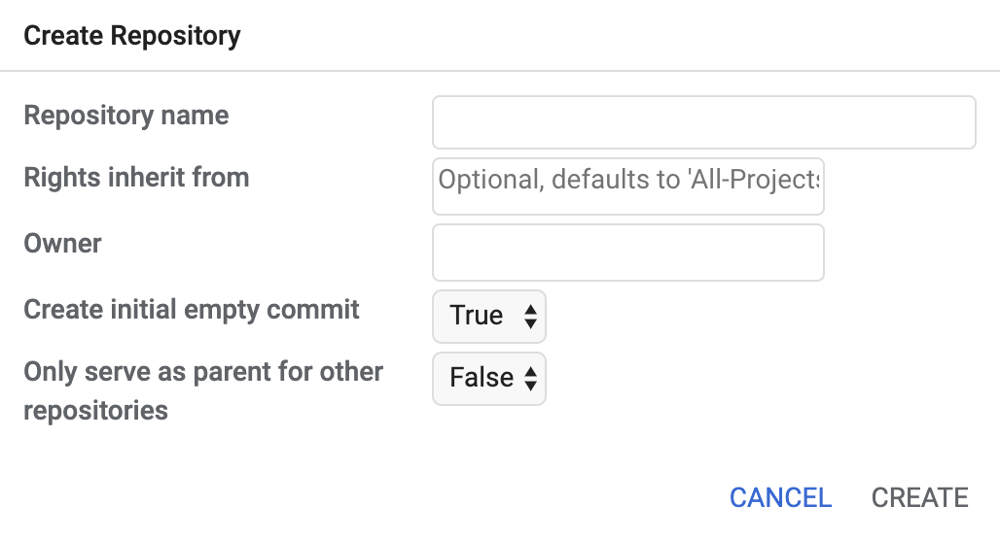 Create Repository
Repository name
Rights inherit from
Optional, defaults to 'All-Projects
Owner
Create initial empty commit
True
Only serve as parent for other
repositories
False
CANCEL
CREATE